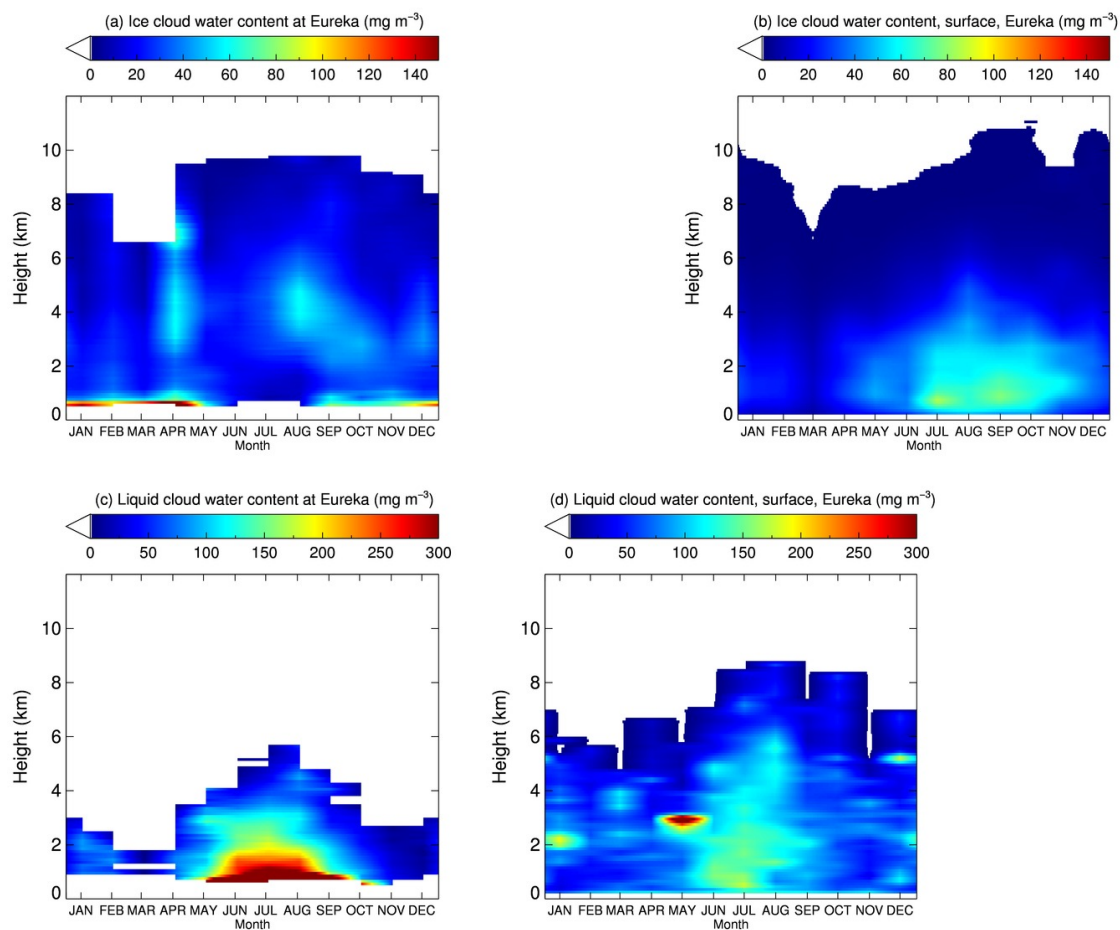 (a) Ice cloud water content at Eureka (mg m⁻³)
0 20 40 60 80 100 120 140
Height (km)
10
8
6
4
2
0
JAN FEB MAR APR MAY JUN JUL AUG SEP OCT NOV DEC
Month
(b) Ice cloud water content, surface, Eureka (mg m⁻³)
0 20 40 60 80 100 120 140
Height (km)
10
8
6
4
2
0
JAN FEB MAR APR MAY JUN JUL AUG SEP OCT NOV DEC
Month
(c) Liquid cloud water content at Eureka (mg m⁻³)
0 50 100 150 200 250 300
Height (km)
10
8
6
4
2
0
JAN FEB MAR APR MAY JUN JUL AUG SEP OCT NOV DEC
Month
(d) Liquid cloud water content, surface, Eureka (mg m⁻³)
0 50 100 150 200 250 300
Height (km)
10
8
6
4
2
0
JAN FEB MAR APR MAY JUN JUL AUG SEP OCT NOV DEC
Month